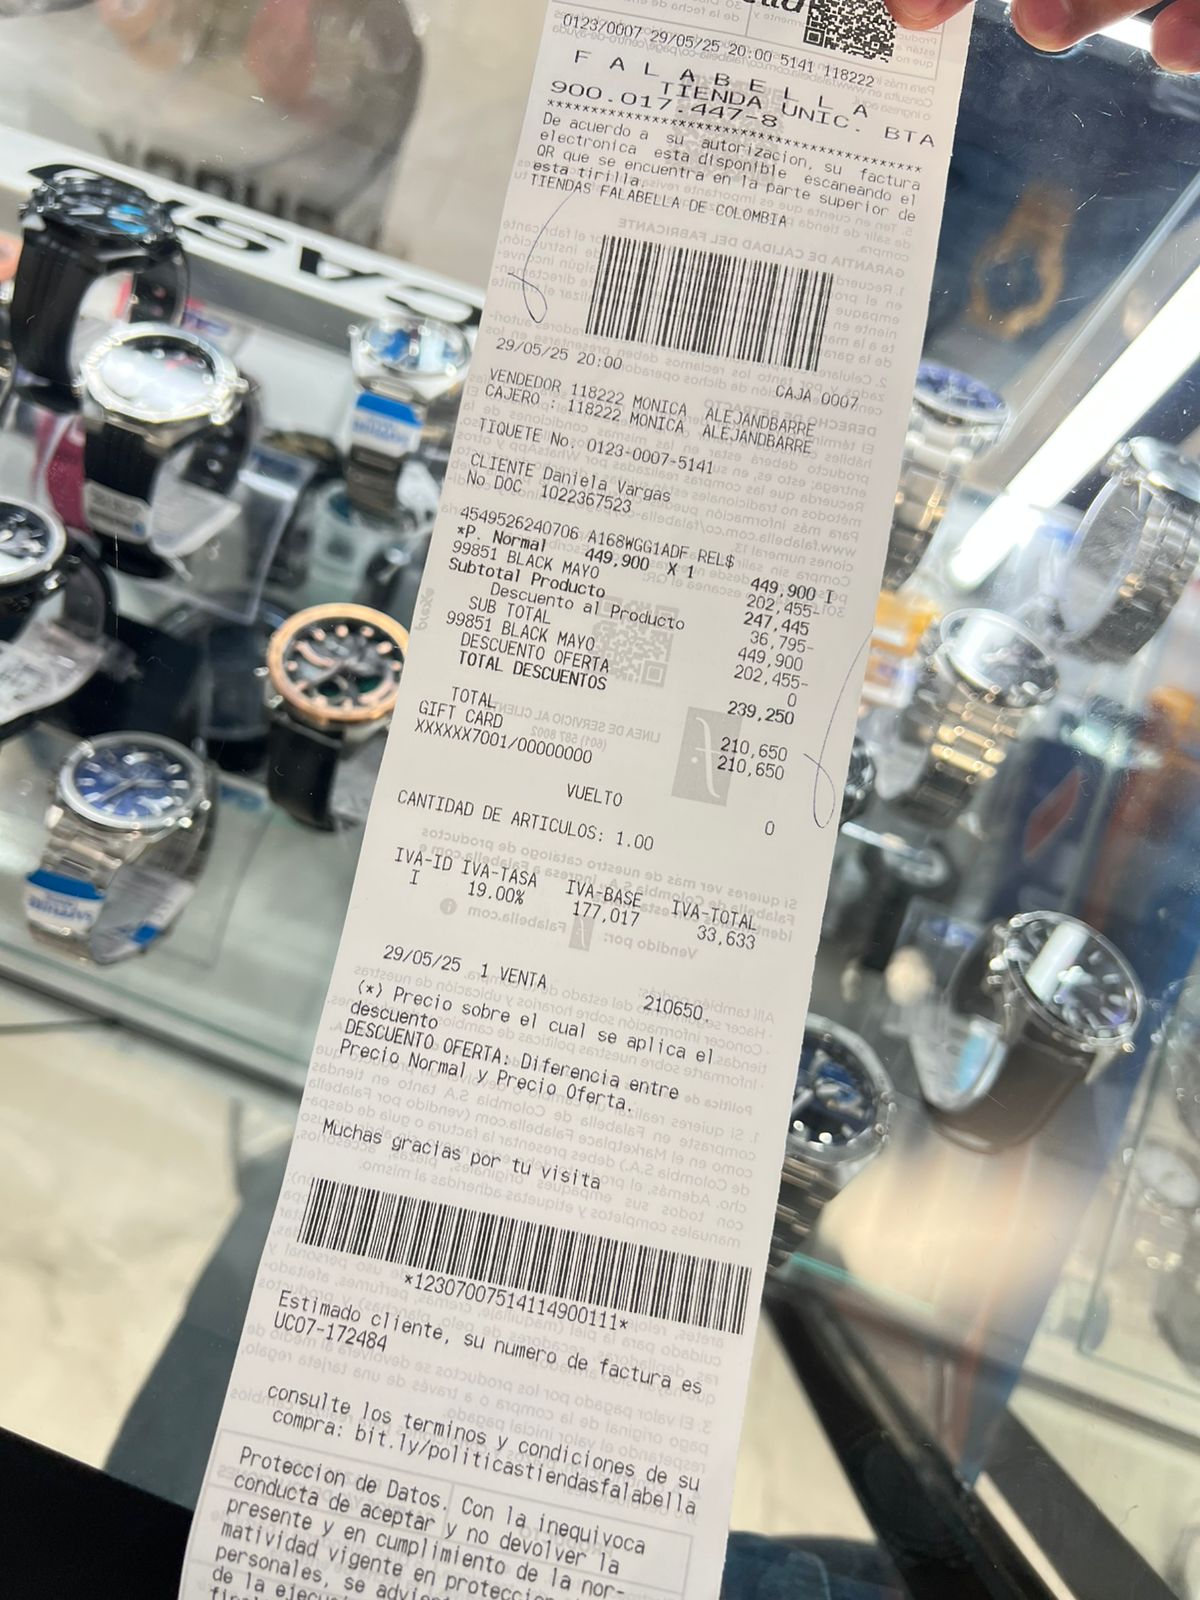 0123/0007 29/05/25 20:00 5141 118222
F A L A B E L L A
TIENDA UNIC. BTA
900.017.447-8
****************************************
De acuerdo a su autorizacion, su factura
electronica esta disponible escaneando el
QR que se encuentra en la parte superior de
esta tirilla.
TIENDAS FALABELLA DE COLOMBIA
29/05/25 20:00 CAJA 0007
VENDEDOR 118222 MONICA ALEJANDBARRE
CAJERO : 118222 MONICA ALEJANDBARRE
TIQUETE No. 0123-0007-5141
CLIENTE Daniela Vargas
No.DOC 1022367523
4549526240706 A168WGG1ADF REL$ 449,900 I
*P. Normal 449,900 X 1
99851 BLACK MAYO 202,455-
Subtotal Producto 247,445
Descuento al Producto 36,795-
SUB TOTAL 449,900
99851 BLACK MAYO 202,455-
DESCUENTO OFERTA 0
TOTAL DESCUENTOS 239,250
TOTAL 210,650
GIFT CARD 210,650
XXXXXX7001/00000000
VUELTO 0
CANTIDAD DE ARTICULOS: 1.00
IVA-ID IVA-TASA IVA-BASE IVA-TOTAL
I 19.00% 177,017 33,633
29/05/25 1 VENTA 210650.
(*) Precio sobre el cual se aplica el
descuento
DESCUENTO OFERTA: Diferencia entre
Precio Normal y Precio Oferta.
Muchas gracias por tu visita
*12307007514114900111*
Estimado cliente, su numero de factura es
UC07-172484
consulte los terminos y condiciones de su
compra: bit.ly/politicastiendasfalabella
Proteccion de Datos. Con la inequivoca
conducta de aceptar y no devolver la
presente y en cumplimiento de la nor-
matividad vigente en
personales, se
de la
CASIO